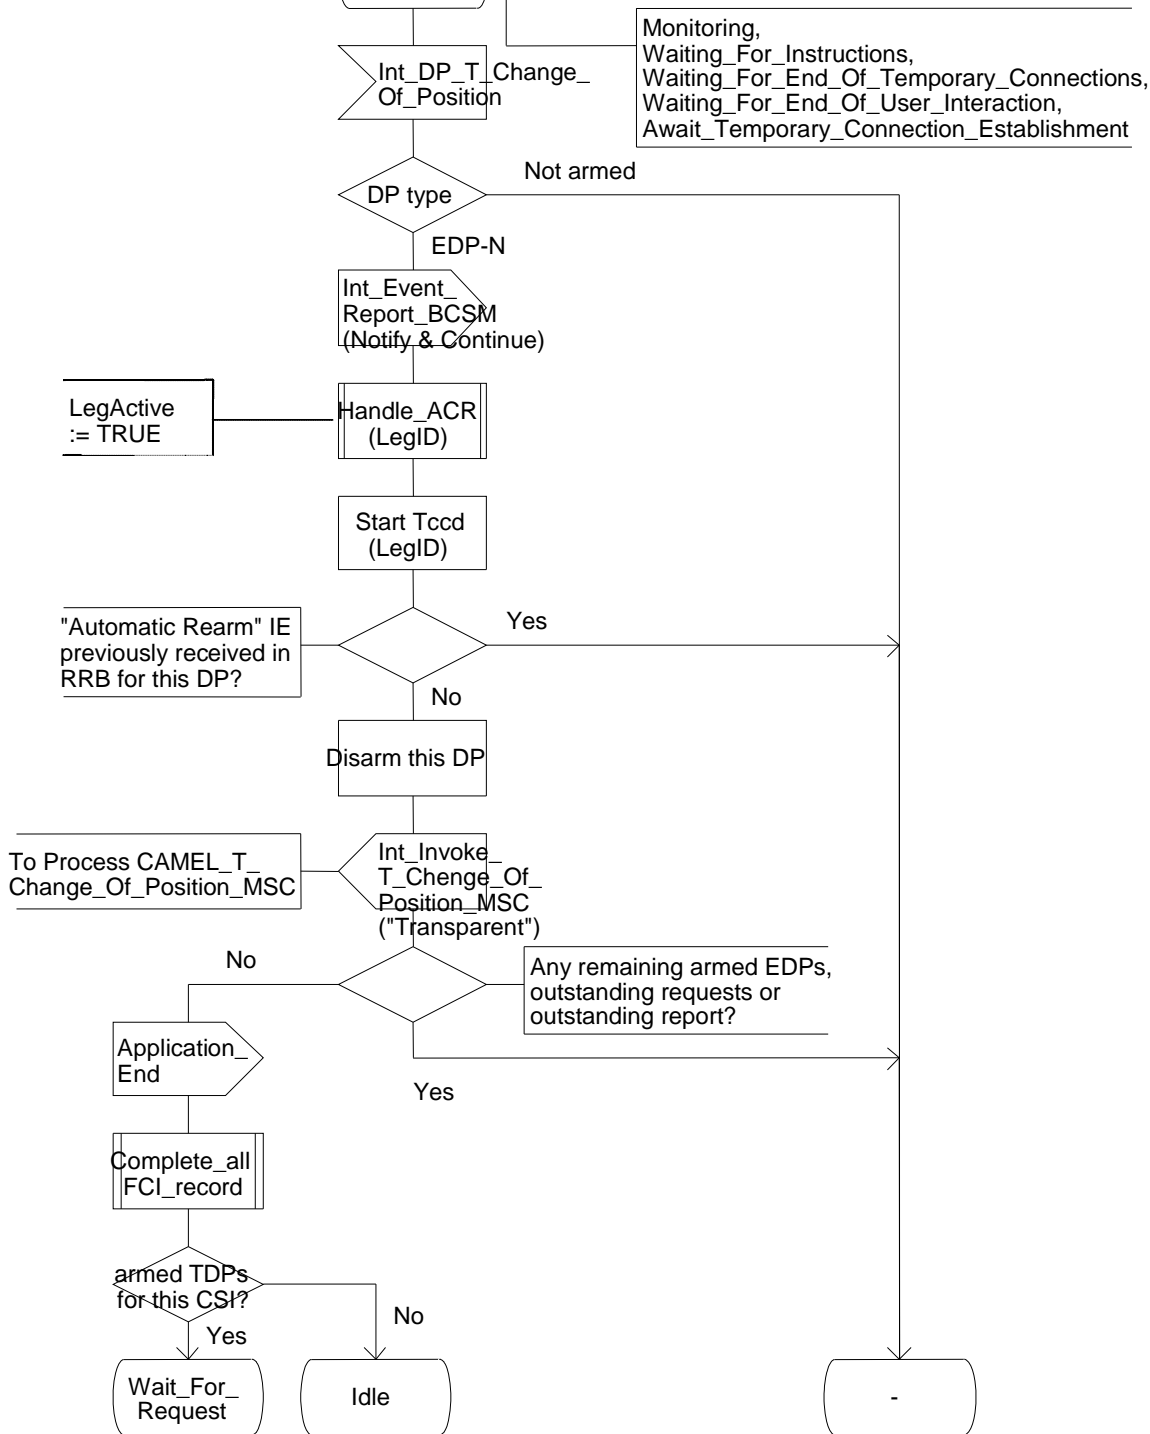 Monitoring,
Waiting_For_Instructions,
Waiting_For_End_Of_Temporary_Connections,
Waiting_For_End_Of_User_Interaction,
Await_Temporary_Connection_Establishment
Int_DP_T_Change_
Of_Position
Not armed
DP type
EDP-N
Int_Event_
Report_BCSM
(Notify & Continue)
LegActive
:= TRUE
Handle_ACR
(LegID)
Start Tccd
(LegID)
"Automatic Rearm" IE
previously received in
RRB for this DP?
Yes
No
Disarm this DP
To Process CAMEL_T_
Change_Of_Position_MSC
Int_Invoke_
T_Chenge_Of_
Position_MSC
("Transparent")
No
Any remaining armed EDPs,
outstanding requests or
outstanding report?
Application_
End
Yes
Complete_all
FCI_record
armed TDPs
for this CSI?
No
Yes
Wait_For_
Request
Idle
-